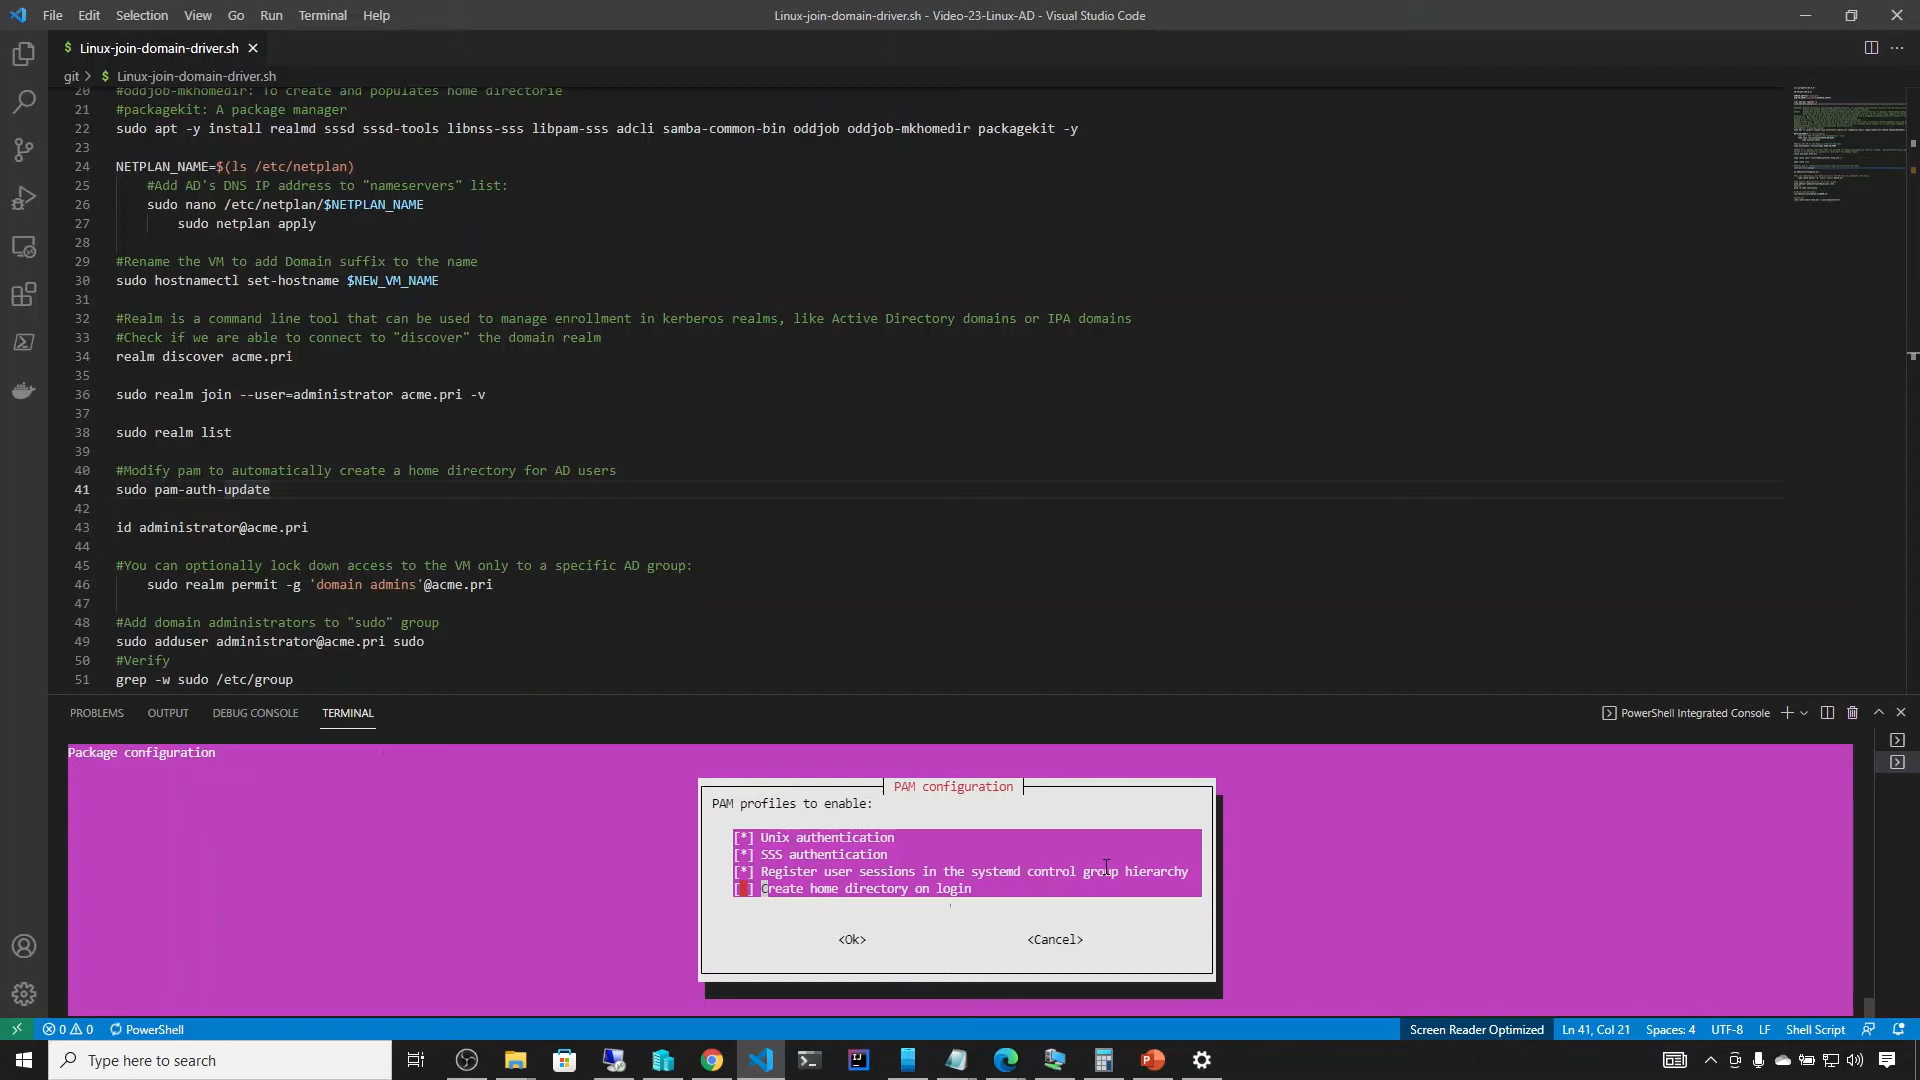 File Edit Selection View Go Run Terminal Help
Linux-join-domain-driver.sh - Video-23-Linux-AD - Visual Studio Code
$ Linux-join-domain-driver.sh
git > $ Linux-join-domain-driver.sh
20 #oddjob-mkhomedir: To create and populates home directorie
21 #packagekit: A package manager
22 sudo apt -y install realmd sssd sssd-tools libnss-sss libpam-sss adcli samba-common-bin oddjob oddjob-mkhomedir packagekit -y
23
24 NETPLAN_NAME=$(ls /etc/netplan)
25 #Add AD's DNS IP address to "nameservers" list:
26 sudo nano /etc/netplan/$NETPLAN_NAME
27 sudo netplan apply
28
29 #Rename the VM to add Domain suffix to the name
30 sudo hostnamectl set-hostname $NEW_VM_NAME
31
32 #Realm is a command line tool that can be used to manage enrollment in kerberos realms, like Active Directory domains or IPA domains
33 #Check if we are able to connect to "discover" the domain realm
34 realm discover acme.pri
35
36 sudo realm join --user=administrator acme.pri -v
37
38 sudo realm list
39
40 #Modify pam to automatically create a home directory for AD users
41 sudo pam-auth-update
42
43 id administrator@acme.pri
44
45 #You can optionally lock down access to the VM only to a specific AD group:
46 sudo realm permit -g 'domain admins'@acme.pri
47
48 #Add domain administrators to "sudo" group
49 sudo adduser administrator@acme.pri sudo
50 #Verify
51 grep -w sudo /etc/group
PROBLEMS OUTPUT DEBUG CONSOLE TERMINAL
PowerShell Integrated Console
Package configuration
PAM configuration
PAM profiles to enable:
[*] Unix authentication
[*] SSS authentication
[*] Register user sessions in the systemd control group hierarchy
[ ] Create home directory on login
<Ok> <Cancel>
0 0 PowerShell
Screen Reader Optimized Ln 41, Col 21 Spaces: 4 UTF-8 LF Shell Script
Type here to search